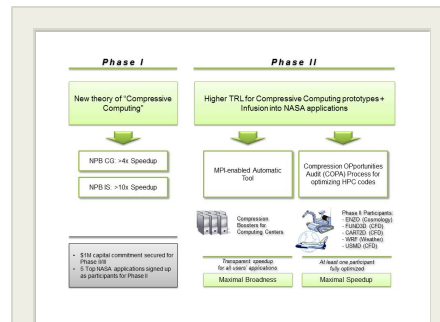 Phase I
Phase II
New theory of "Compressive
Computing"
Higher TRL for Compressive Computing prototypes +
Infusion into NASA applications
NPB CG: >4x Speedup
NPB IS: >10x Speedup
MPI-enabled Automatic
Tool
Compression OPportunities
Audit (COPA) Process for
optimizing HPC codes
Compression
Boosters for
Computing Centers
Phase II Participants:
- ENZO (Cosmology)
- FUND3D (CFD)
- CART2D (CFD)
- WRF (Weather)
- USM3D (CFD)
• $1M capital commitment secured for
Phase II/III
• 5 Top NASA applications signed up
as participants for Phase II
Transparent speedup
for all users' applications
At least one participant
fully optimized
Maximal Broadness
Maximal Speedup